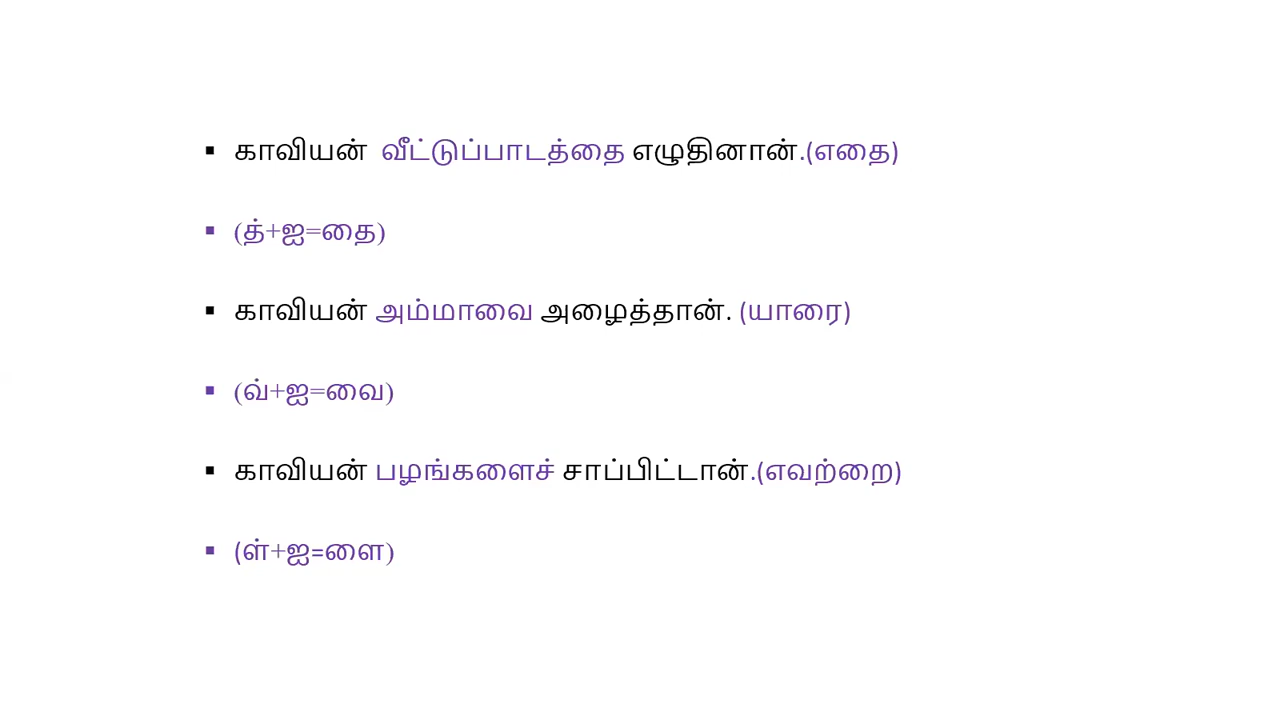 ▪ காவியன் வீட்டுப்பாடத்தை எழுதினான்.(எதை)
▪ (த்+ஐ=தை)
▪ காவியன் அம்மாவை அழைத்தான். (யாரை)
▪ (வ்+ஐ=வை)
▪ காவியன் பழங்களைச் சாப்பிட்டான்.(எவற்றை)
▪ (ள்+ஐ=ளை)